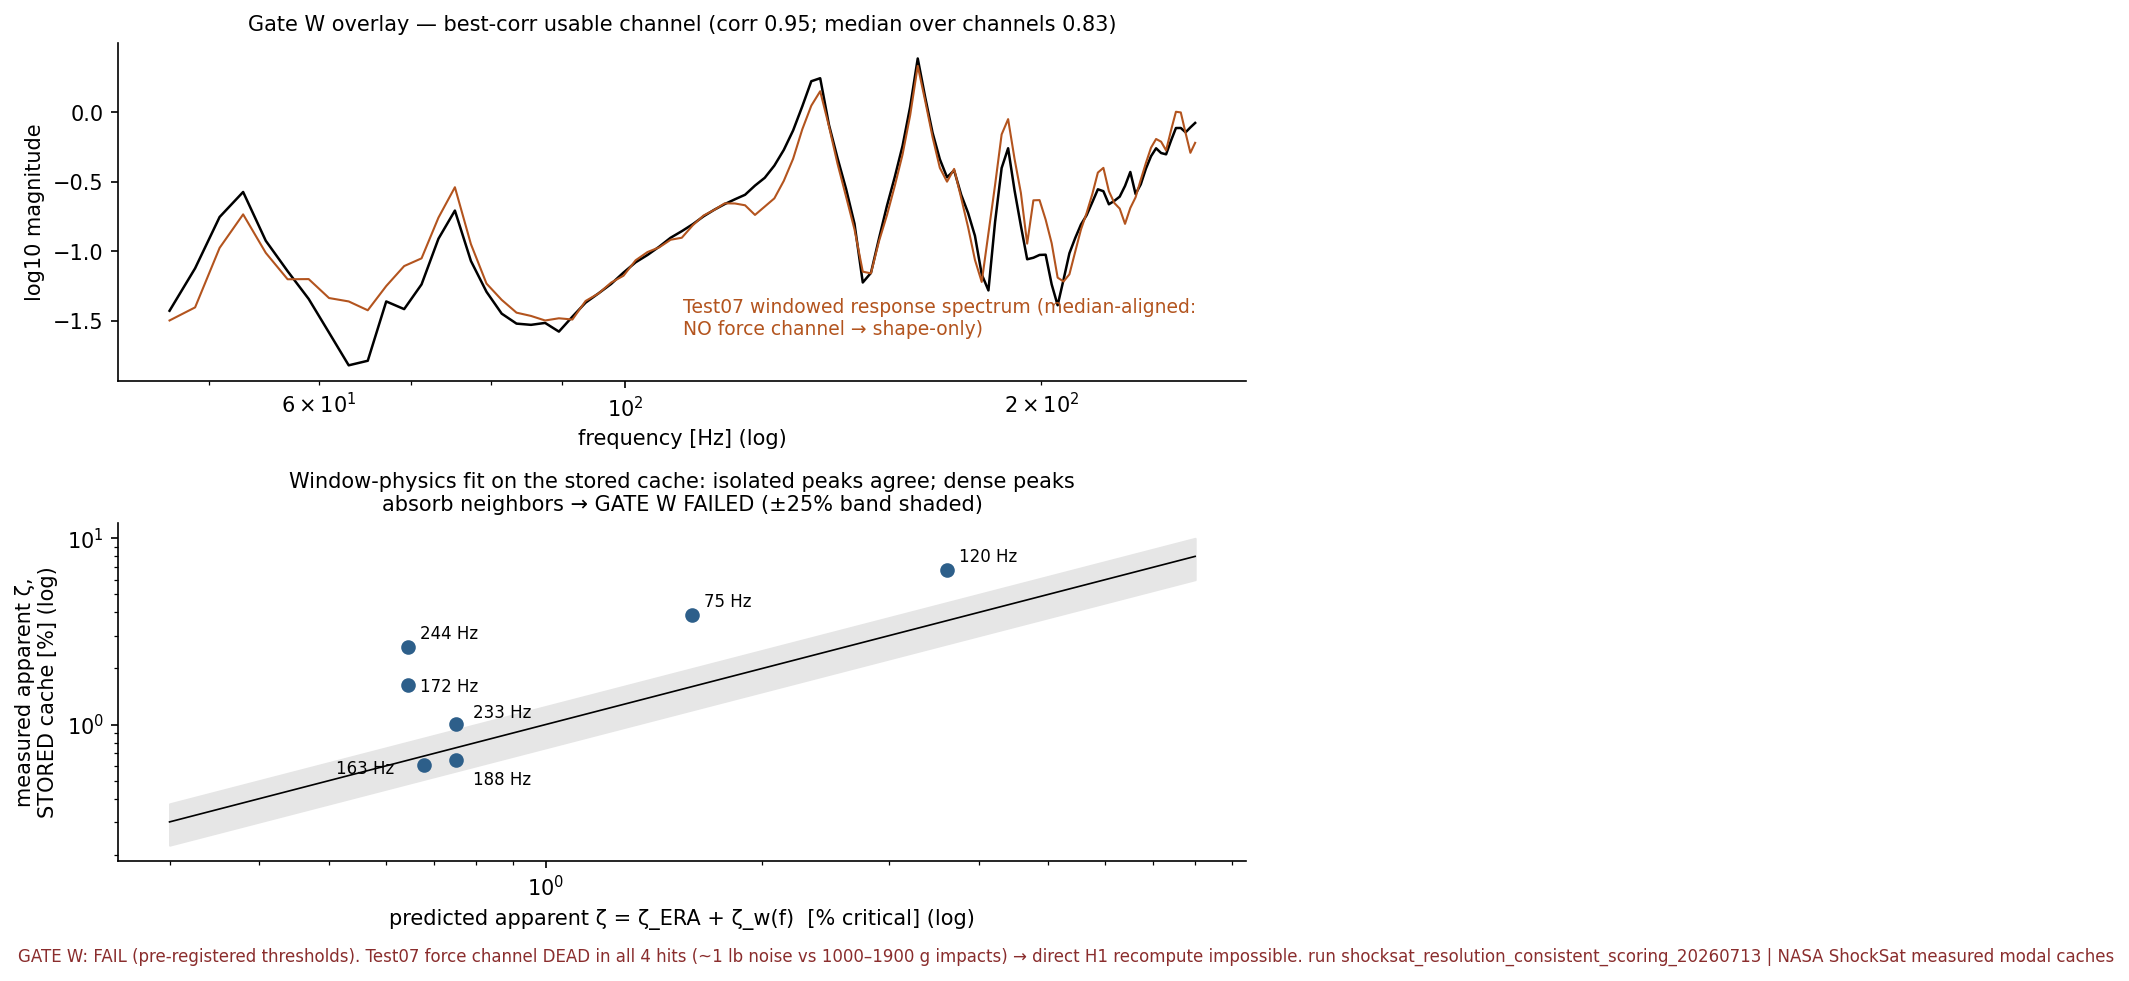 Gate W overlay — best-corr usable channel (corr 0.95; median over channels 0.83)
log10 magnitude
0.0
−0.5
−1.0
−1.5
Test07 windowed response spectrum (median-aligned:
NO force channel → shape-only)
6 × 10¹
10²
2 × 10²
frequency [Hz] (log)
Window-physics fit on the stored cache: isolated peaks agree; dense peaks
absorb neighbors → GATE W FAILED (±25% band shaded)
measured apparent ζ,
STORED cache [%] (log)
10¹
10⁰
120 Hz
75 Hz
244 Hz
172 Hz
233 Hz
163 Hz
188 Hz
10⁰
predicted apparent ζ = ζ_ERA + ζ_w(f)  [% critical] (log)
GATE W: FAIL (pre-registered thresholds). Test07 force channel DEAD in all 4 hits (~1 lb noise vs 1000–1900 g impacts) → direct H1 recompute impossible. run shocksat_resolution_consistent_scoring_20260713 | NASA ShockSat measured modal caches